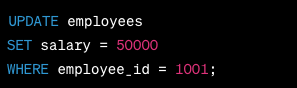 UPDATE employees
SET salary = 50000
WHERE employee_id = 1001;